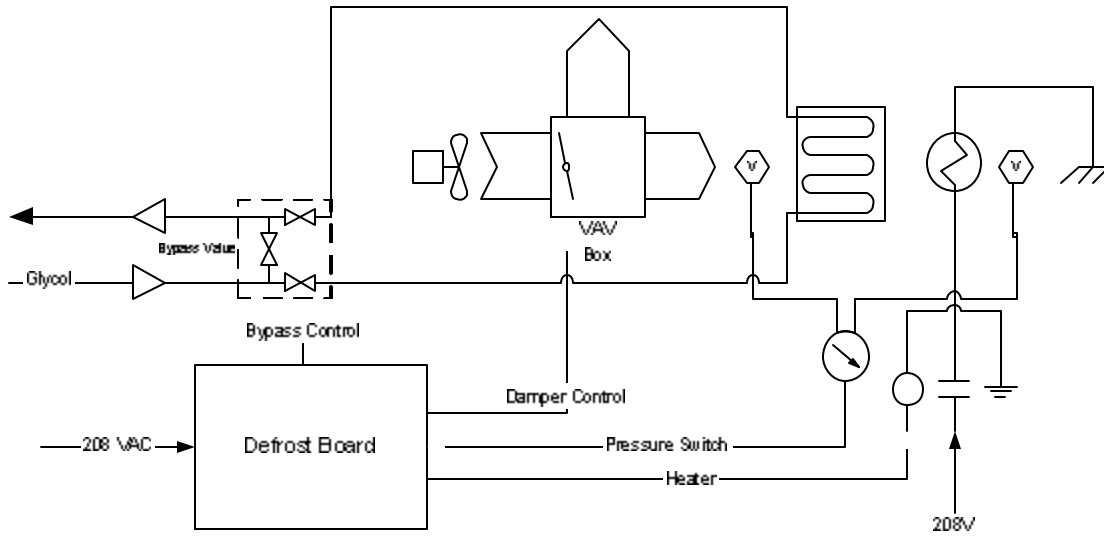 V
V
Bypass Value
VAV
Box
Glycol
Bypass Control
Damper Control
208 VAC
Defrost Board
Pressure Switch
Heater
208V